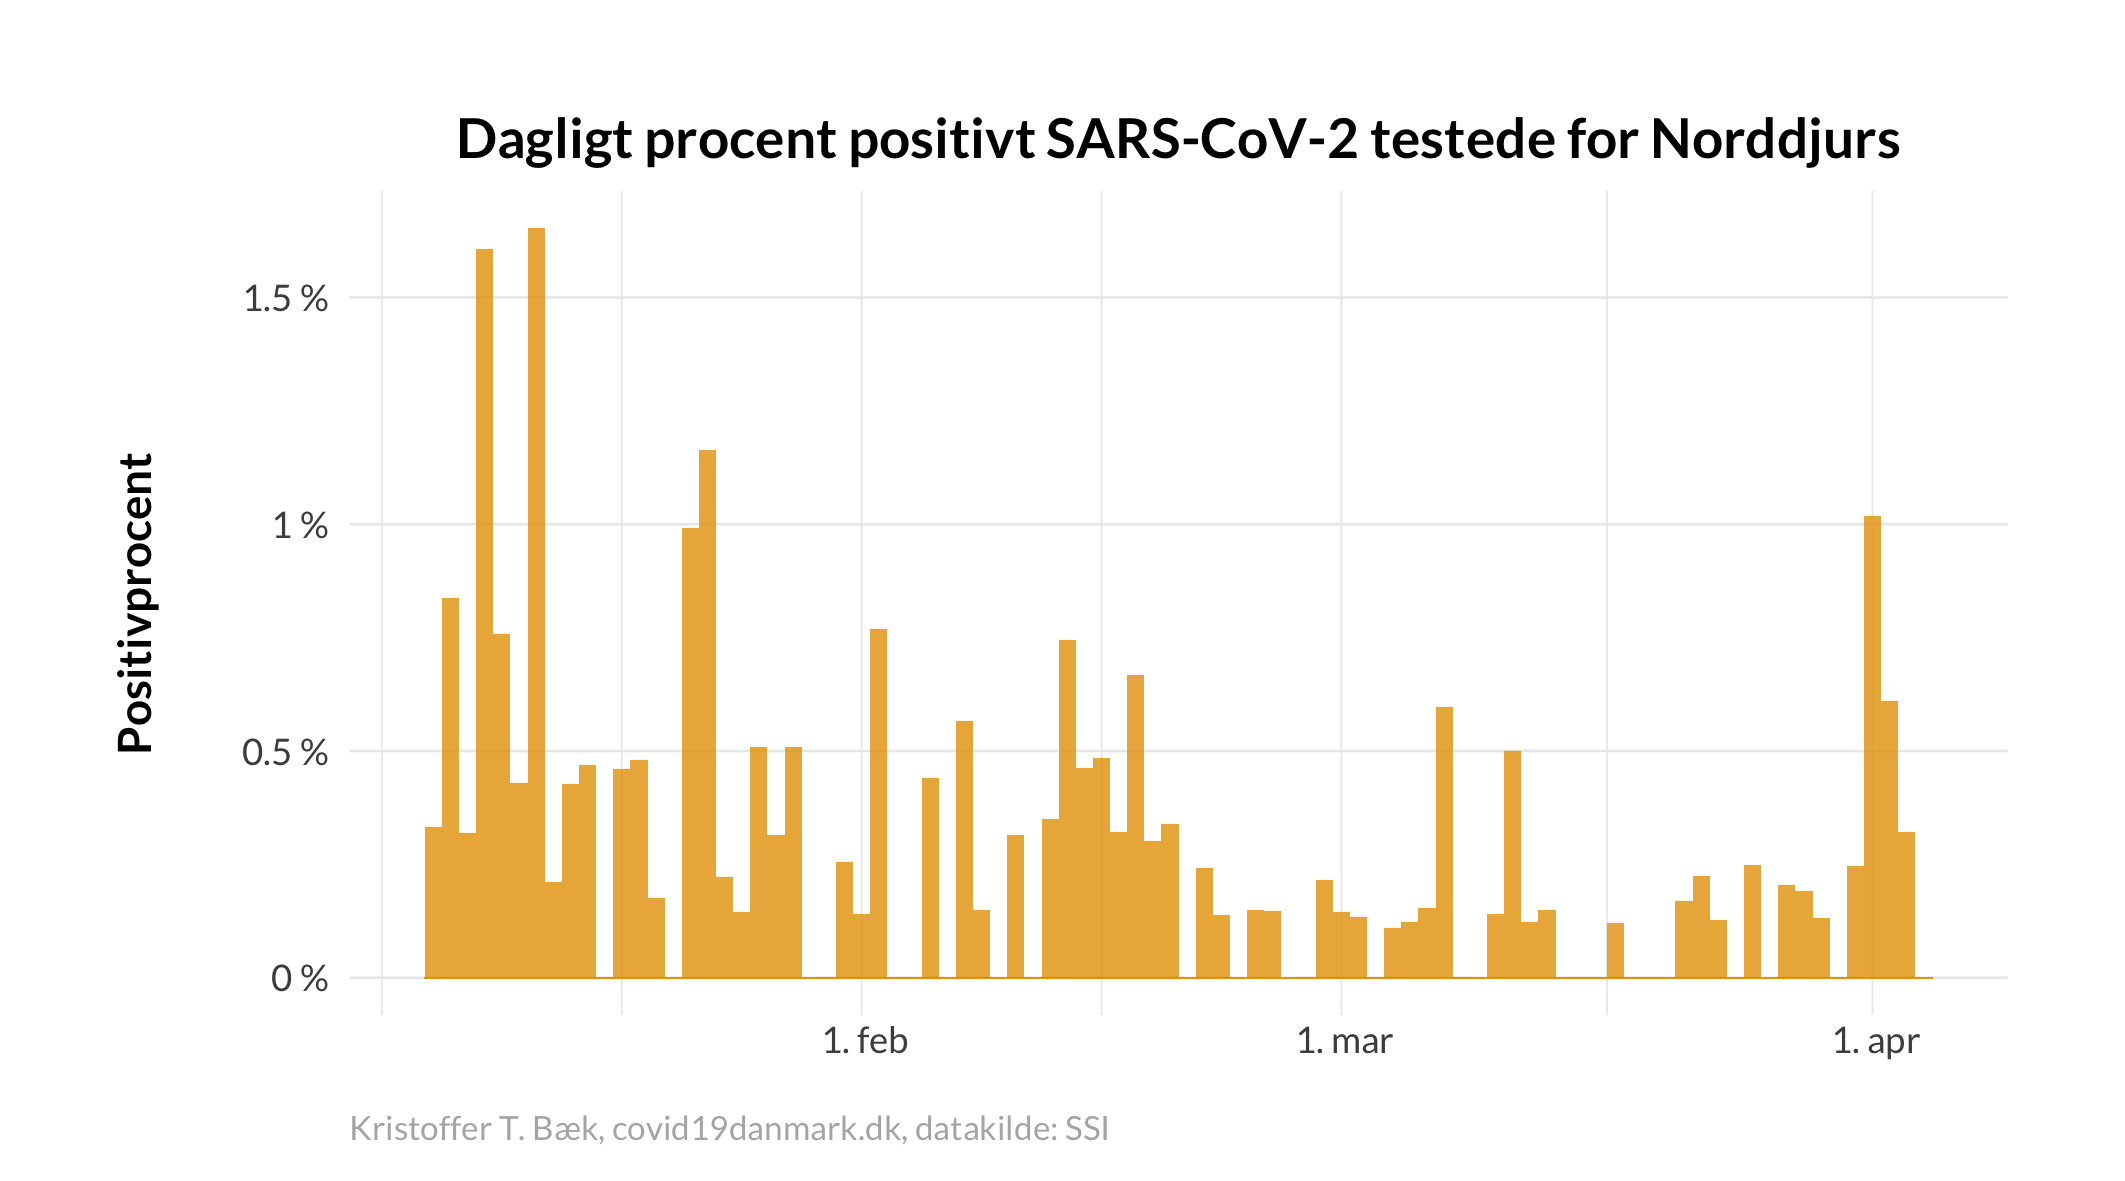 Dagligt procent positivt SARS-CoV-2 testede for Norddjurs
Positivprocent
1.5 %
1 %
0.5 %
0 %
1. feb
1. mar
1. apr
Kristoffer T. Bæk, covid19danmark.dk, datakilde: SSI